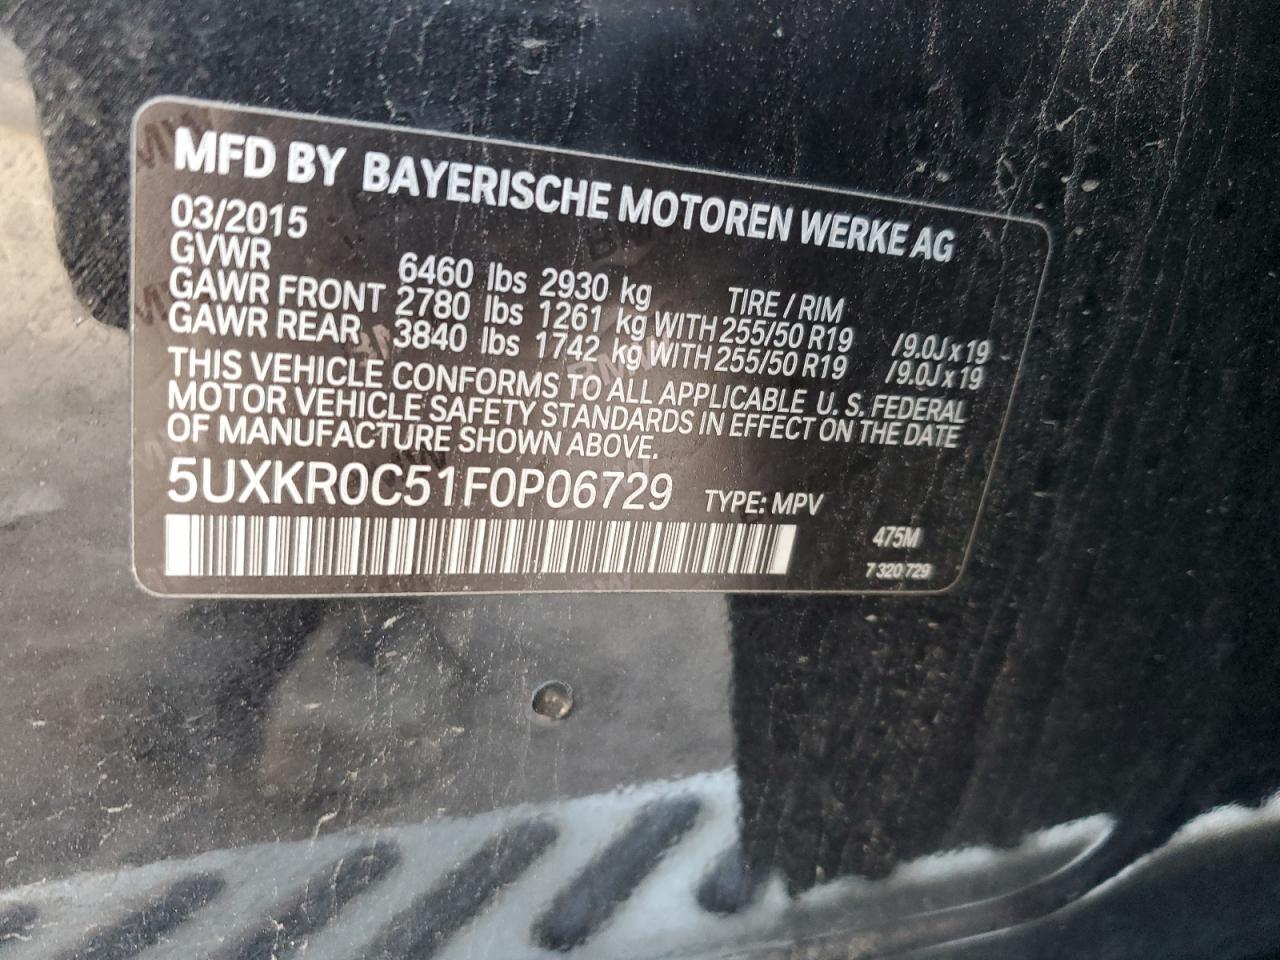 MFD BY BAYERISCHE MOTOREN WERKE AG
03/2015
GVWR 6460 lbs 2930 kg TIRE / RIM
GAWR FRONT 2780 lbs 1261 kg WITH 255/50 R19 /9.0J x 19
GAWR REAR 3840 lbs 1742 kg WITH 255/50 R19 /9.0J x 19
THIS VEHICLE CONFORMS TO ALL APPLICABLE U. S. FEDERAL
MOTOR VEHICLE SAFETY STANDARDS IN EFFECT ON THE DATE
OF MANUFACTURE SHOWN ABOVE.
5UXKR0C51F0P06729 TYPE: MPV
475M
7 320 729